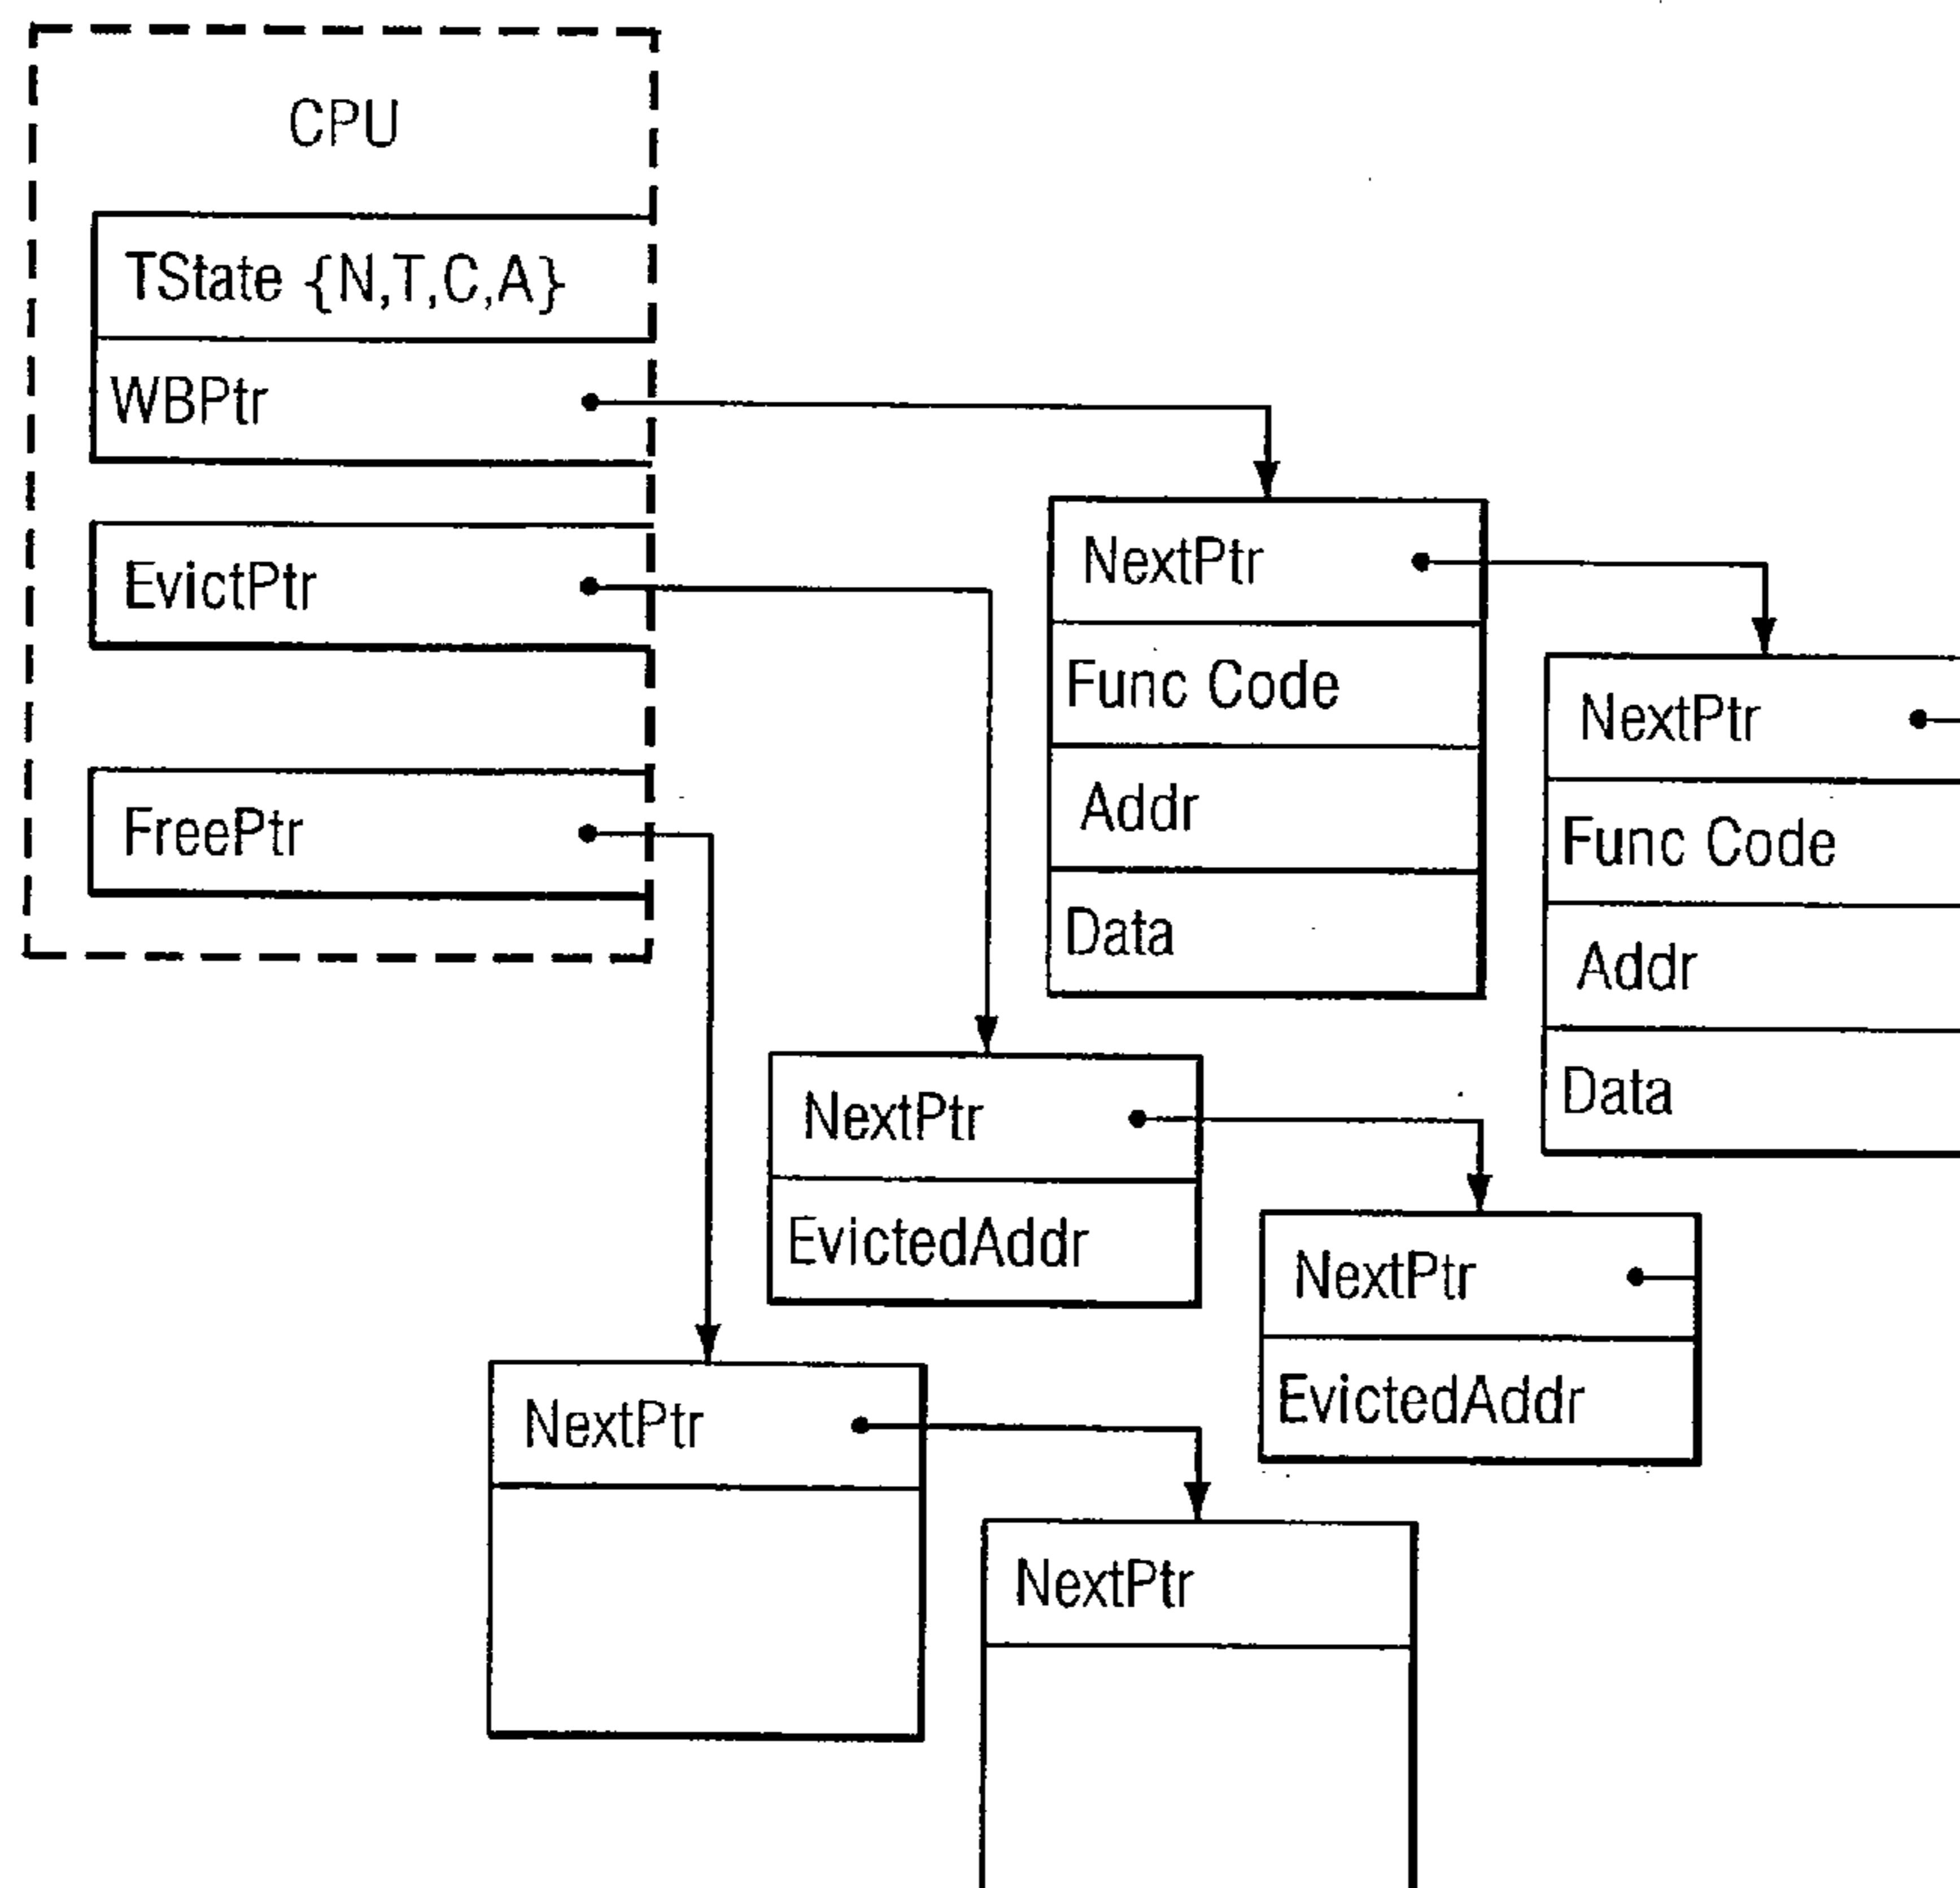 CPU
TState {N,T,C,A}
WBPtr
EvictPtr
FreePtr
NextPtr
Func Code
Addr
Data
NextPtr
Func Code
Addr
Data
NextPtr
EvictedAddr
NextPtr
EvictedAddr
NextPtr
NextPtr